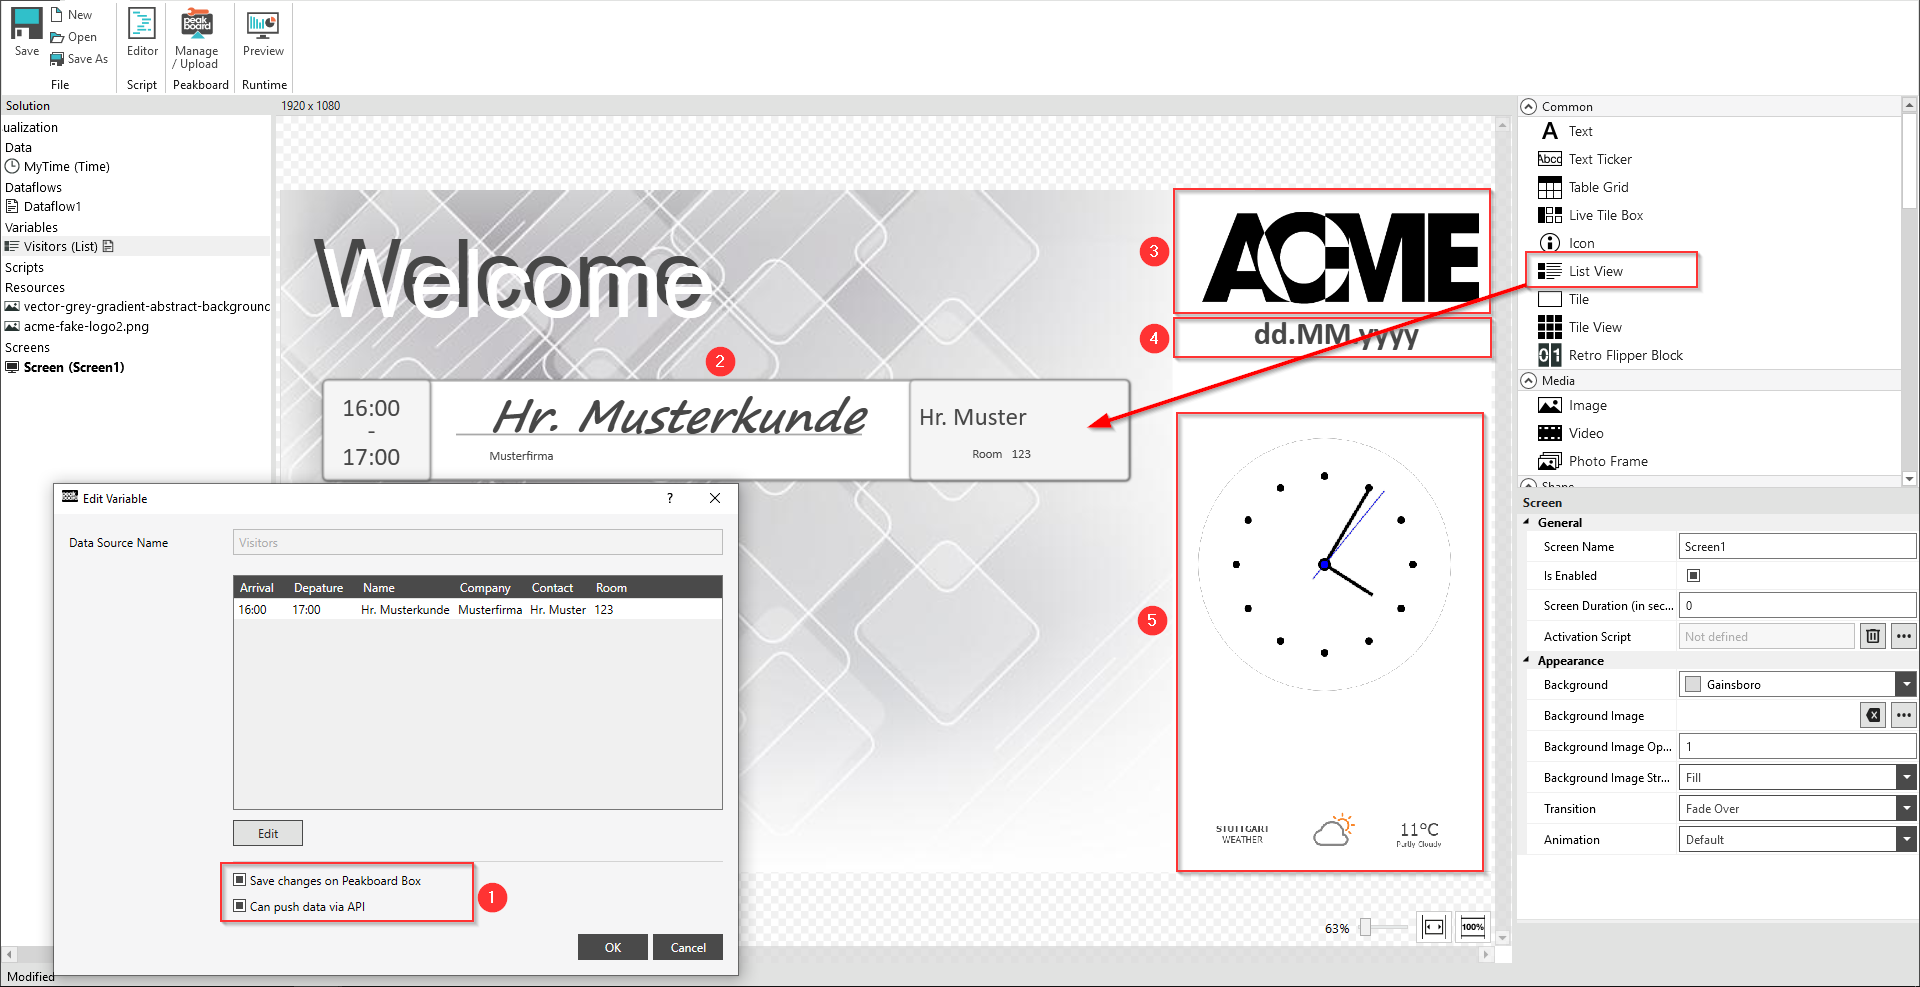 Save
New
Open
Save As
File
Editor
Script
peak
board
Manage
/ Upload
Peakboard
Preview
Runtime
Solution
ualization
Data
MyTime (Time)
Dataflows
Dataflow1
Variables
Visitors (List)
Scripts
Resources
vector-grey-gradient-abstract-background
acme-fake-logo2.png
Screens
Screen (Screen1)
1920 x 1080
Welcome
Welcome
2
16:00
-
17:00
Hr. Musterkunde
Musterfirma
Hr. Muster
Room 123
3
ACME
4
dd.MM.yyyy
5
STUTTGART
WEATHER
11°C
Partly Cloudy
63%
100%
Edit Variable
?
Data Source Name
Visitors
Arrival Depature Name Company Contact Room
16:00 17:00 Hr. Musterkunde Musterfirma Hr. Muster 123
Edit
Save changes on Peakboard Box
Can push data via API
1
OK
Cancel
Modified
Common
A Text
Abcd Text Ticker
Table Grid
Live Tile Box
Icon
List View
Tile
Tile View
01 Retro Flipper Block
Media
Image
Video
Photo Frame
Shape
Screen
General
Screen Name Screen1
Is Enabled
Screen Duration (in sec... 0
Activation Script Not defined ...
Appearance
Background Gainsboro
Background Image ...
Background Image Op... 1
Background Image Str... Fill
Transition Fade Over
Animation Default